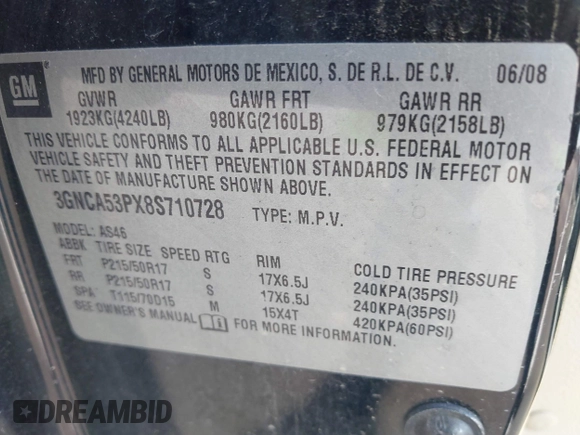 GM
MFD BY GENERAL MOTORS DE MEXICO, S. DE R.L. DE C.V. 06/08
GVWR GAWR FRT GAWR RR
1923KG(4240LB) 980KG(2160LB) 979KG(2158LB)
THIS VEHICLE CONFORMS TO ALL APPLICABLE U.S. FEDERAL MOTOR
VEHICLE SAFETY AND THEFT PREVENTION STANDARDS IN EFFECT ON
THE DATE OF MANUFACTURE SHOWN ABOVE.
3GNCA53PX8S710728 TYPE: M.P.V.
MODEL: AS46
ABBK TIRE SIZE SPEED RTG RIM COLD TIRE PRESSURE
FRT P215/50R17 S 17X6.5J 240KPA(35PSI)
RR P215/50R17 S 17X6.5J 240KPA(35PSI)
SPA T115/70D15 M 15X4T 420KPA(60PSI)
SEE OWNER'S MANUAL FOR MORE INFORMATION.
DREAMBID